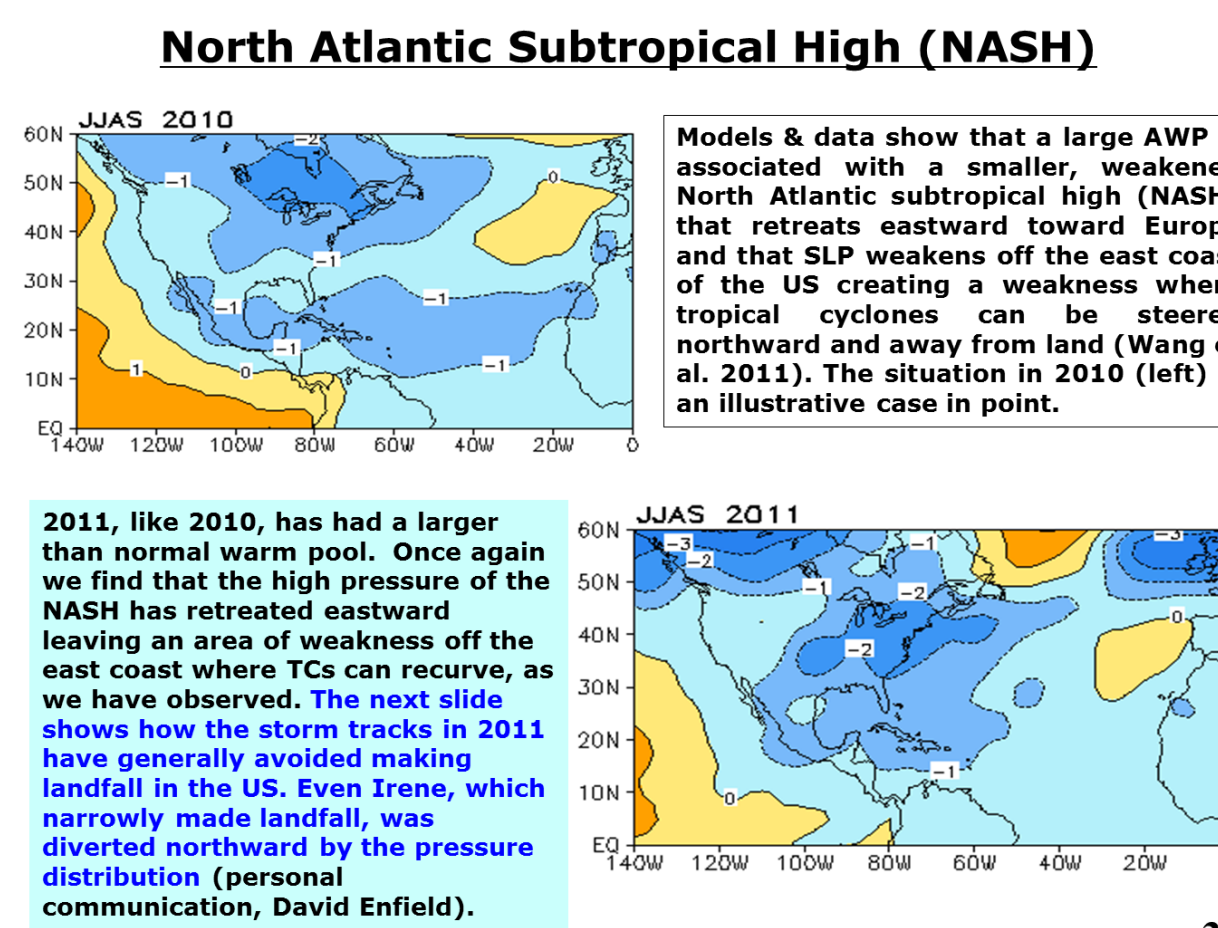 North Atlantic Subtropical High (NASH)
JJAS 2010
60N
50N
40N
30N
20N
10N
EQ
140W 120W 100W 80W 60W 40W 20W 0
-2
-1
0
-1
-1
-1
-1
-1
1
0
Models & data show that a large AWP
associated with a smaller, weakene
North Atlantic subtropical high (NASH
that retreats eastward toward Europ
and that SLP weakens off the east coas
of the US creating a weakness wher
tropical cyclones can be steere
northward and away from land (Wang e
al. 2011). The situation in 2010 (left)
an illustrative case in point.
2011, like 2010, has had a larger
than normal warm pool. Once again
we find that the high pressure of the
NASH has retreated eastward
leaving an area of weakness off the
east coast where TCs can recurve, as
we have observed. The next slide
shows how the storm tracks in 2011
have generally avoided making
landfall in the US. Even Irene, which
narrowly made landfall, was
diverted northward by the pressure
distribution (personal
communication, David Enfield).
JJAS 2011
60N
50N
40N
30N
20N
10N
EQ
140W 120W 100W 80W 60W 40W 20W
-3
-2
-1
-3
-1
-2
0
-2
-1
0